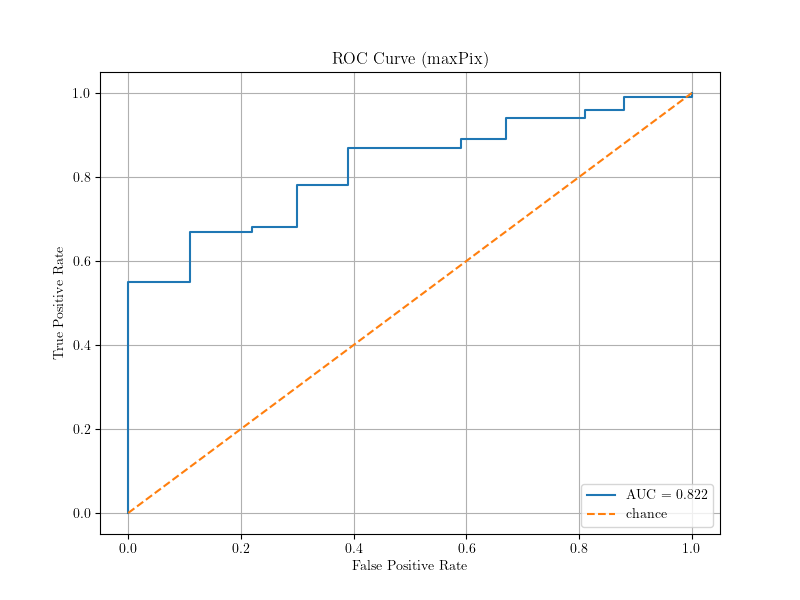 ROC Curve (maxPix)
True Positive Rate
1.0
0.8
0.6
0.4
0.2
0.0
AUC = 0.822
chance
0.0 0.2 0.4 0.6 0.8 1.0
False Positive Rate